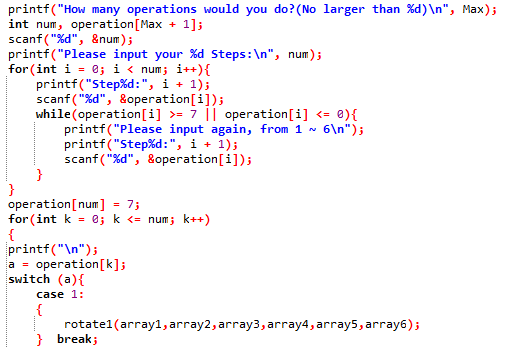 printf("How many operations would you do?(No larger than %d)\n", Max);
int num, operation[Max + 1];
scanf("%d", &num);
printf("Please input your %d Steps:\n", num);
for(int i = 0; i < num; i++){
    printf("Step%d:", i + 1);
    scanf("%d", &operation[i]);
    while(operation[i] >= 7 || operation[i] <= 0){
        printf("Please input again, from 1 ~ 6\n");
        printf("Step%d:", i + 1);
        scanf("%d", &operation[i]);
    }
}
operation[num] = 7;
for(int k = 0; k <= num; k++)
{
printf("\n");
a = operation[k];
switch (a){
    case 1:
    {
        rotate1(array1,array2,array3,array4,array5,array6);
    }  break;